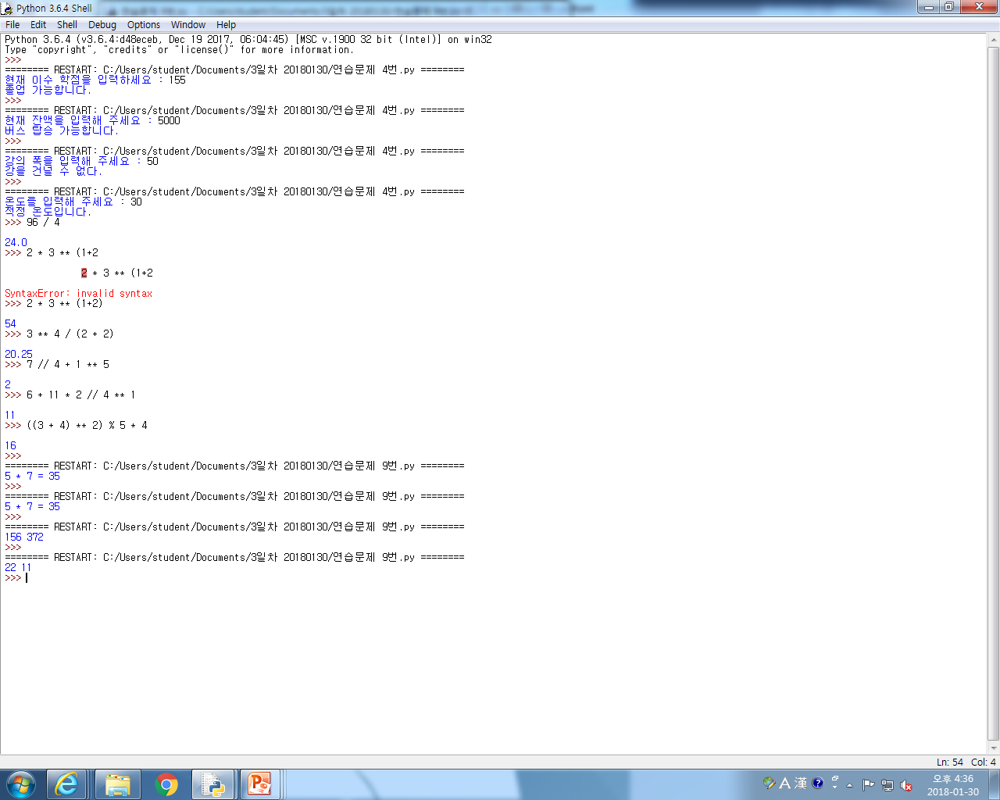 Python 3.6.4 Shell
File Edit Shell Debug Options Window Help
Python 3.6.4 (v3.6.4:d48eceb, Dec 19 2017, 06:04:45) [MSC v.1900 32 bit (Intel)] on win32
Type "copyright", "credits" or "license()" for more information.
>>>
======== RESTART: C:/Users/student/Documents/3일차 20180130/연습문제 4번.py ========
현재 이수 학점을 입력하세요 : 155
졸업 가능합니다.
>>>
======== RESTART: C:/Users/student/Documents/3일차 20180130/연습문제 4번.py ========
현재 잔액을 입력해 주세요 : 5000
버스 탑승 가능합니다.
>>>
======== RESTART: C:/Users/student/Documents/3일차 20180130/연습문제 4번.py ========
강의 폭을 입력해 주세요 : 50
강을 건널 수 없다.
>>>
======== RESTART: C:/Users/student/Documents/3일차 20180130/연습문제 4번.py ========
온도를 입력해 주세요 : 30
적정 온도입니다.
>>> 96 / 4
24.0
>>> 2 * 3 ** (1+2
2 * 3 ** (1+2
SyntaxError: invalid syntax
>>> 2 * 3 ** (1+2)
54
>>> 3 ** 4 / (2 + 2)
20.25
>>> 7 // 4 + 1 ** 5
2
>>> 6 + 11 * 2 // 4 ** 1
11
>>> ((3 + 4) ** 2) % 5 * 4
16
>>>
======== RESTART: C:/Users/student/Documents/3일차 20180130/연습문제 9번.py ========
5 * 7 = 35
>>>
======== RESTART: C:/Users/student/Documents/3일차 20180130/연습문제 9번.py ========
5 * 7 = 35
>>>
======== RESTART: C:/Users/student/Documents/3일차 20180130/연습문제 9번.py ========
156 372
>>>
======== RESTART: C:/Users/student/Documents/3일차 20180130/연습문제 9번.py ========
22 11
>>>
Ln: 54 Col: 4
A 漢
오후 4:36
2018-01-30